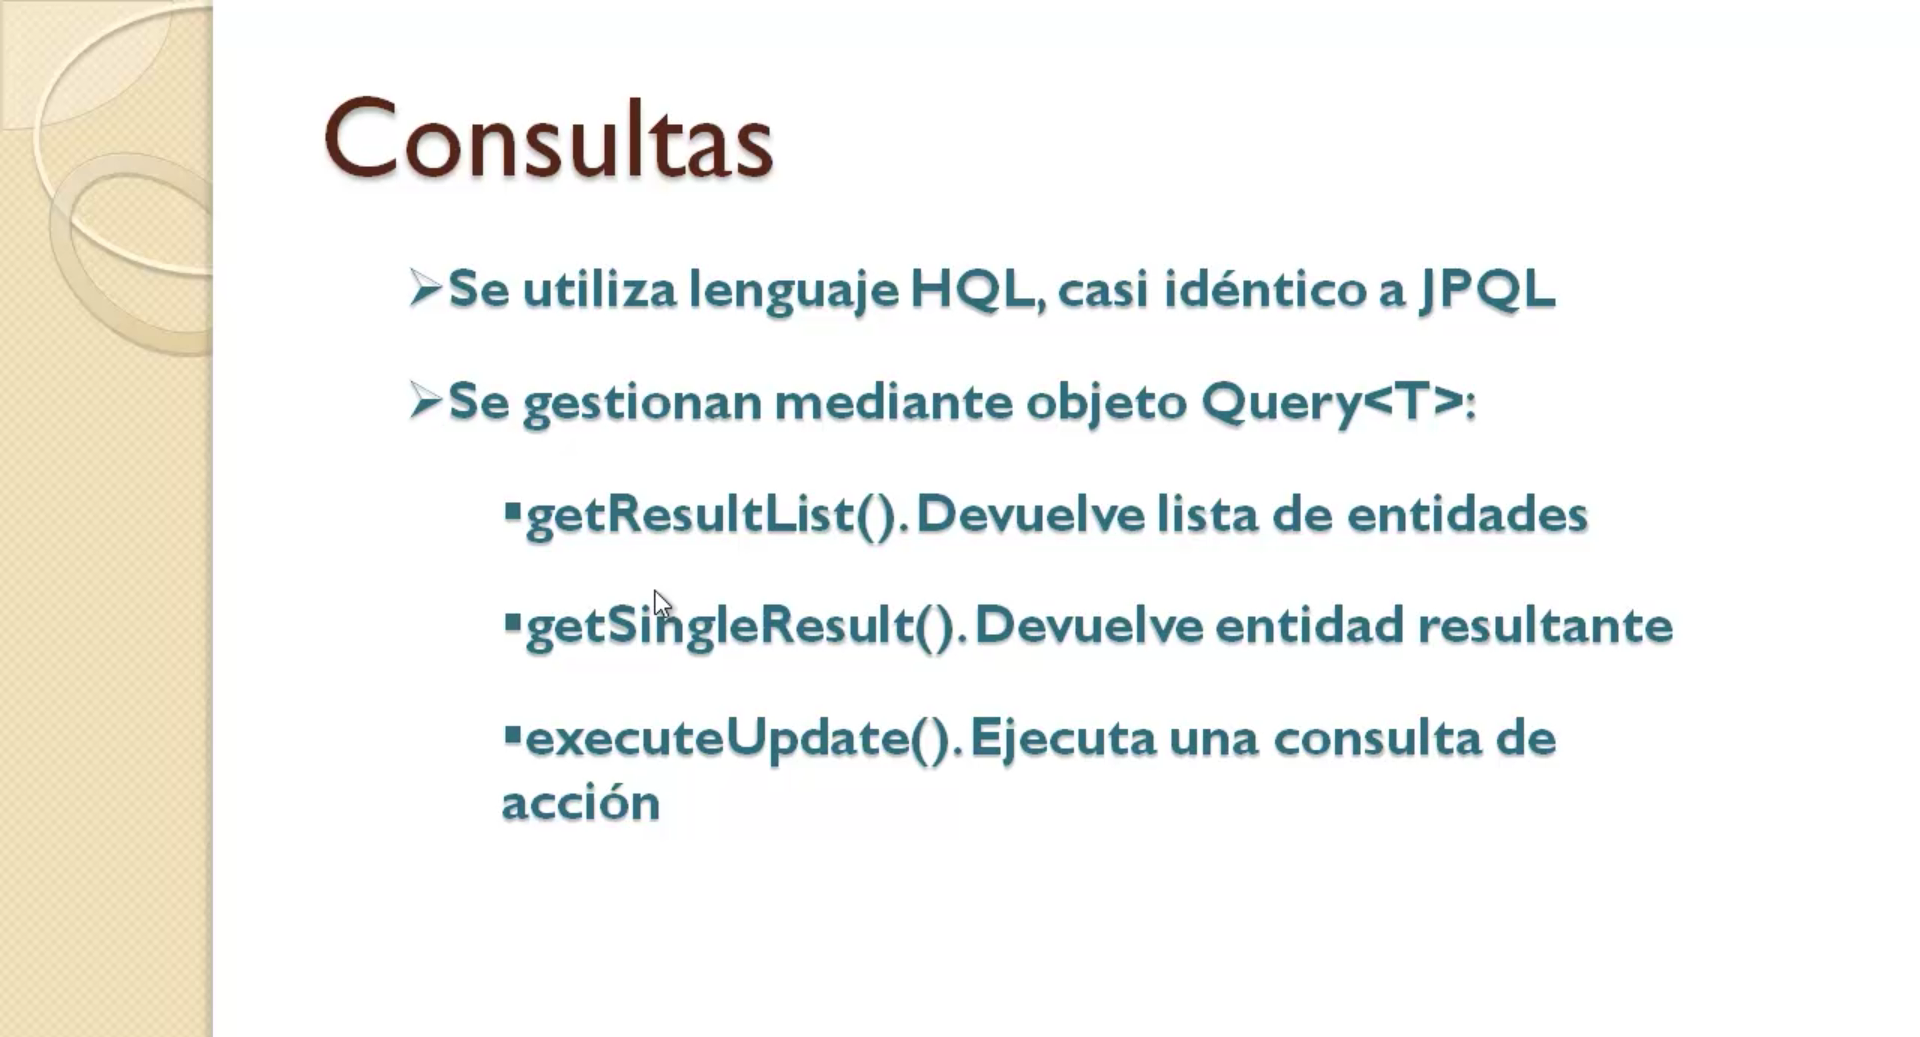 Consultas
➢Se utiliza lenguaje HQL, casi idéntico a JPQL
➢Se gestionan mediante objeto Query<T>:
▪getResultList(). Devuelve lista de entidades
▪getSingleResult(). Devuelve entidad resultante
▪executeUpdate(). Ejecuta una consulta de
acción